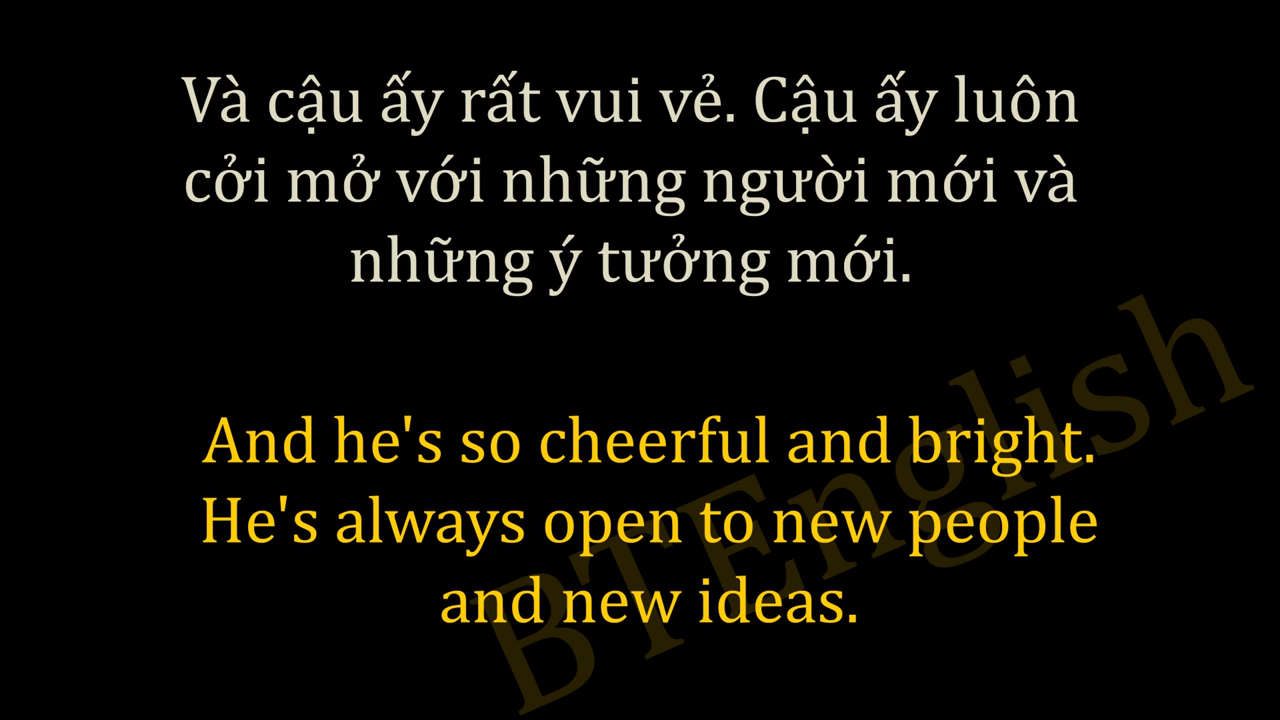 Và cậu ấy rất vui vẻ. Cậu ấy luôn
cởi mở với những người mới và
những ý tưởng mới.
And he's so cheerful and bright.
He's always open to new people
and new ideas.
BTEnglish